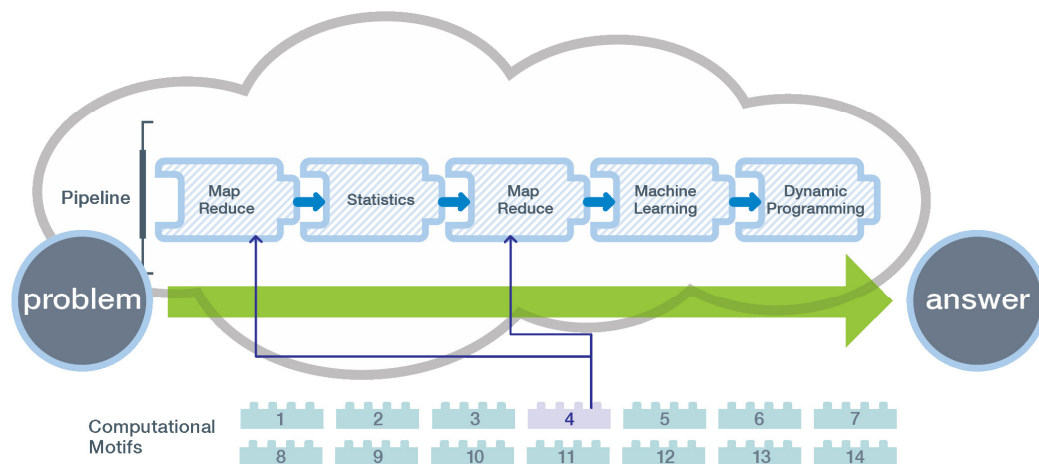 Pipeline
Map
Reduce
Statistics
Map
Reduce
Machine
Learning
Dynamic
Programming
problem
answer
Computational
Motifs
1 2 3 4 5 6 7
8 9 10 11 12 13 14